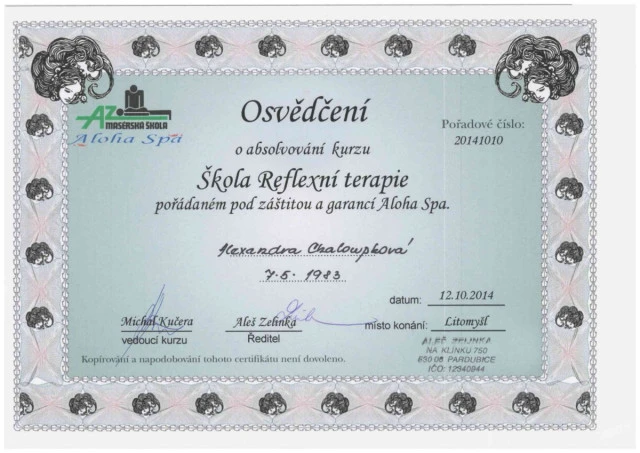 AZ
MASÉRSKÁ ŠKOLA
Aloha Spa
Osvědčení
Pořadové číslo:
20141010
o absolvování kurzu
Škola Reflexní terapie
pořádaném pod záštitou a garancí Aloha Spa.
Alexandra Chaloupková
7.5. 1983
datum: 12.10.2014
Michal Kučera
vedoucí kurzu
Aleš Zelinka
Ředitel
místo konání: Litomyšl
ALEŠ ZELINKA
NA KLÍNKU 750
530 06 PARDUBICE
IČO: 12940844
Kopírování a napodobování tohoto certifikátu není dovoleno.